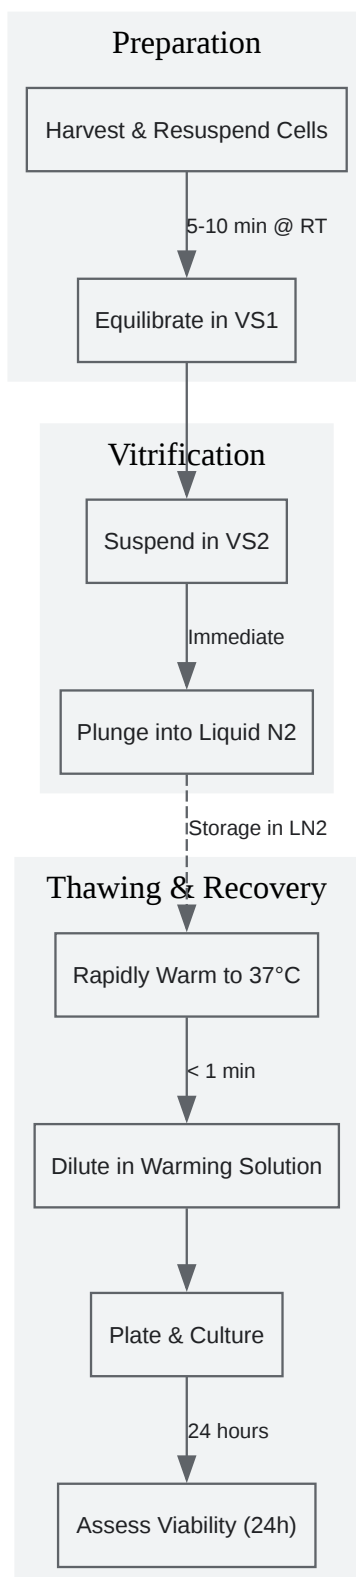 Preparation
Harvest & Resuspend Cells
5-10 min @ RT
Equilibrate in VS1
Vitrification
Suspend in VS2
Immediate
Plunge into Liquid N2
Storage in LN2
Thawing & Recovery
Rapidly Warm to 37°C
< 1 min
Dilute in Warming Solution
Plate & Culture
24 hours
Assess Viability (24h)